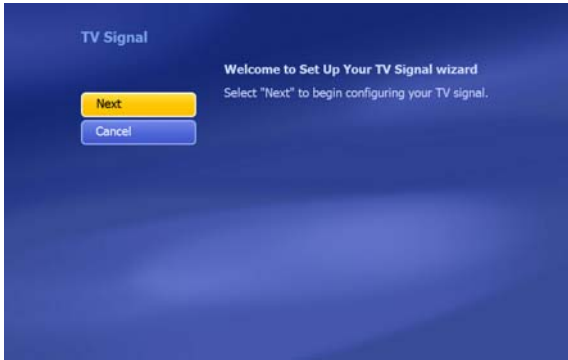 TV Signal
Welcome to Set Up Your TV Signal wizard
Select "Next" to begin configuring your TV signal.
Next
Cancel